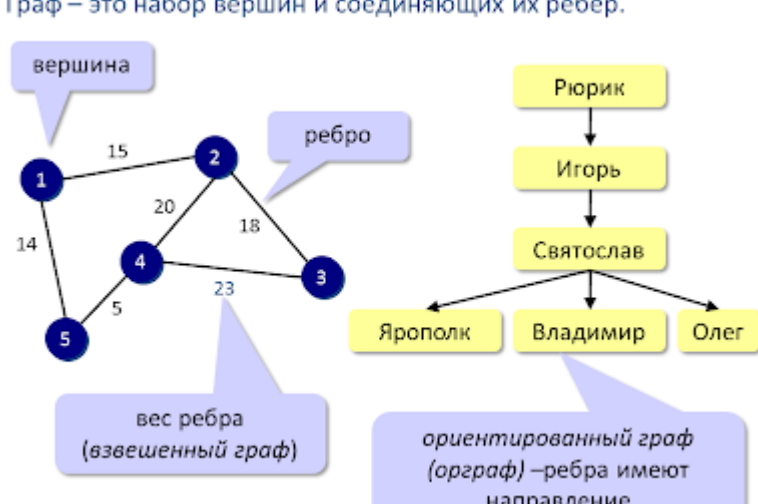 Граф – это набор вершин и соединяющих их рёбер.
вершина
ребро
1
15
2
20
18
14
4
3
23
5
5
вес ребра
(взвешенный граф)
Рюрик
Игорь
Святослав
Ярополк
Владимир
Олег
ориентированный граф
(орграф) –ребра имеют
направление